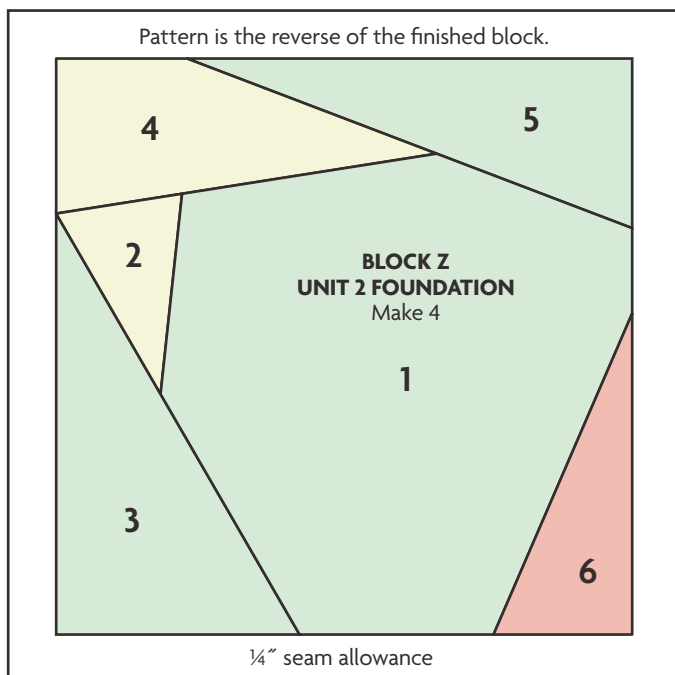 Pattern is the reverse of the finished block.
4
5
2
BLOCK Z
UNIT 2 FOUNDATION
Make 4
1
3
6
¼˝ seam allowance